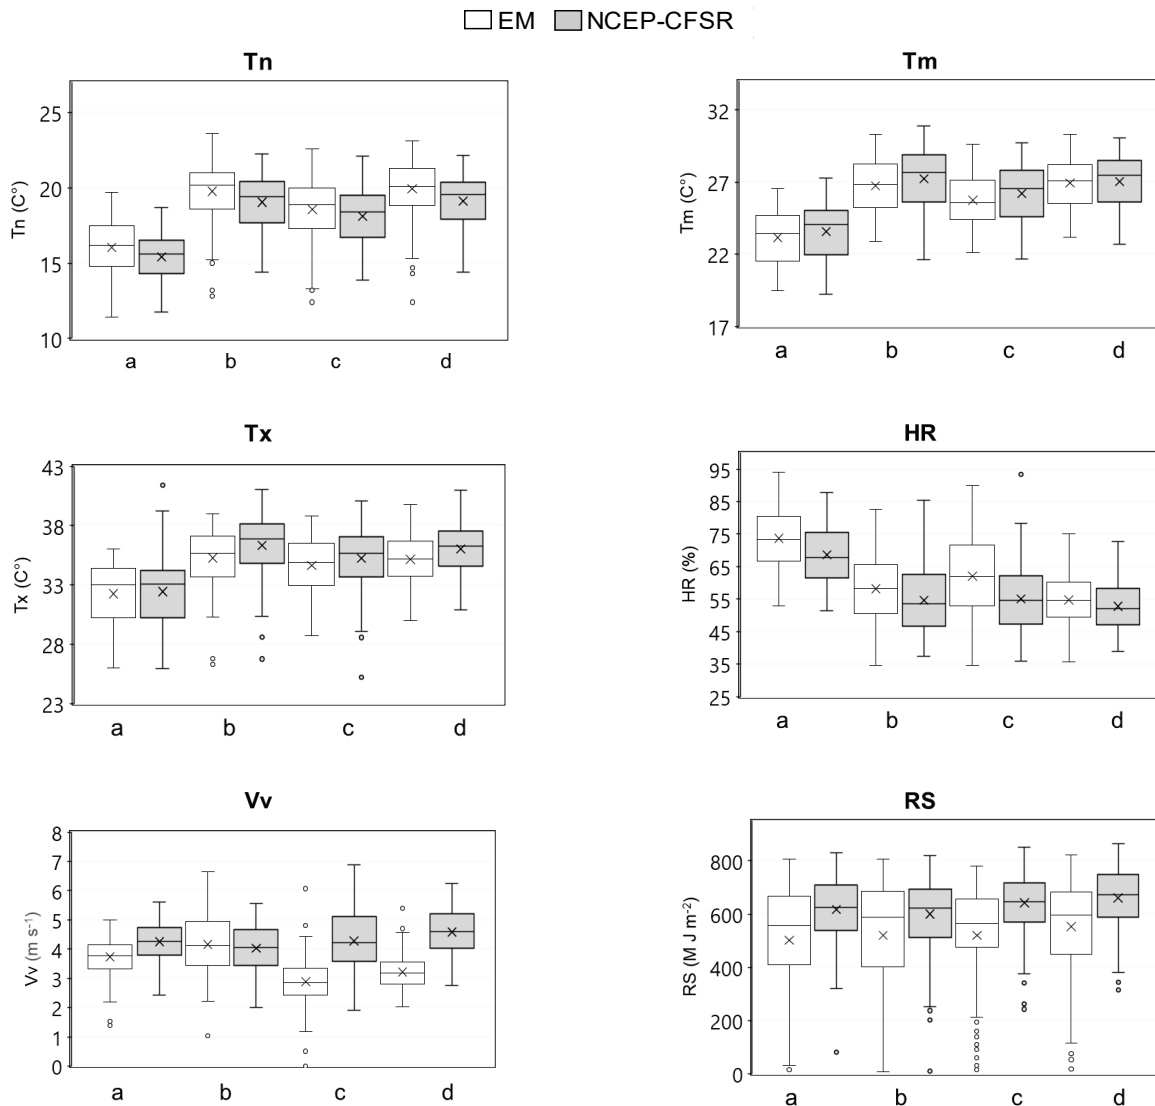 EM NCEP-CFSR
Tn
Tn (C°)
25
20
15
10
a b c d
Tm
Tm (C°)
32
27
22
17
a b c d
Tx
Tx (C°)
43
38
33
28
23
a b c d
HR
HR (%)
95
85
75
65
55
45
35
25
a b c d
Vv
Vv (m s⁻¹)
8
7
6
5
4
3
2
1
0
a b c d
RS
RS (M J m⁻²)
800
600
400
200
0
a b c d